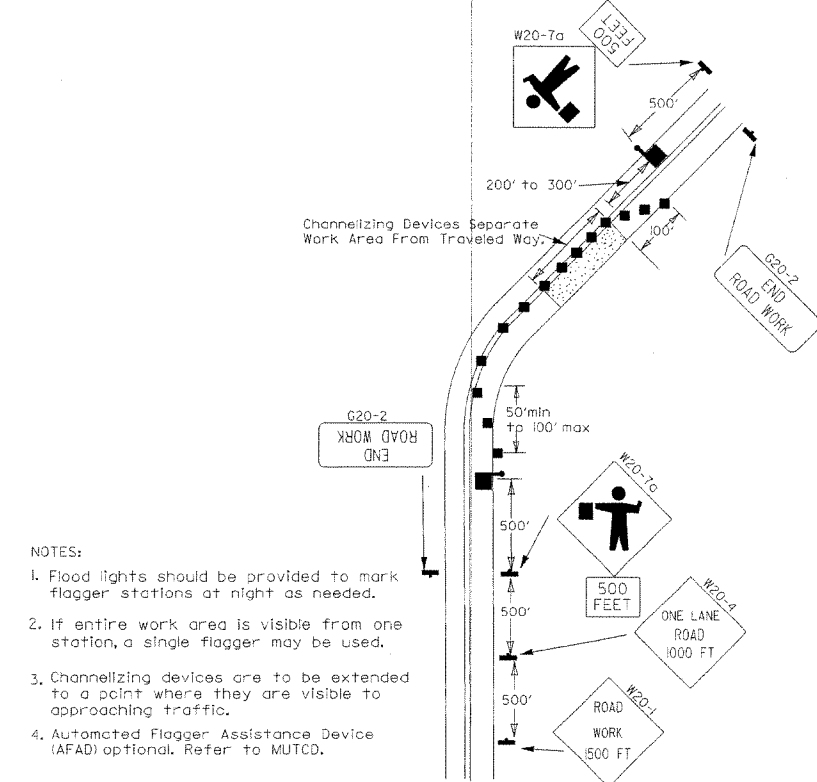 W20-7a
500
FEET
500'
200' to 300'
Channelizing Devices Separate
Work Area From Traveled Way.
100'
G20-2
END
ROAD WORK
50'min
to 100' max
G20-2
END
ROAD WORK
W20-7a
500'
500
FEET
W20-4
ONE LANE
ROAD
1000 FT
500'
W20-1
ROAD
WORK
1500 FT
500'
NOTES:
1. Flood lights should be provided to mark
flagger stations at night as needed.
2. If entire work area is visible from one
station, a single flagger may be used.
3. Channelizing devices are to be extended
to a point where they are visible to
approaching traffic.
4. Automated Flagger Assistance Device
(AFAD) optional. Refer to MUTCD.